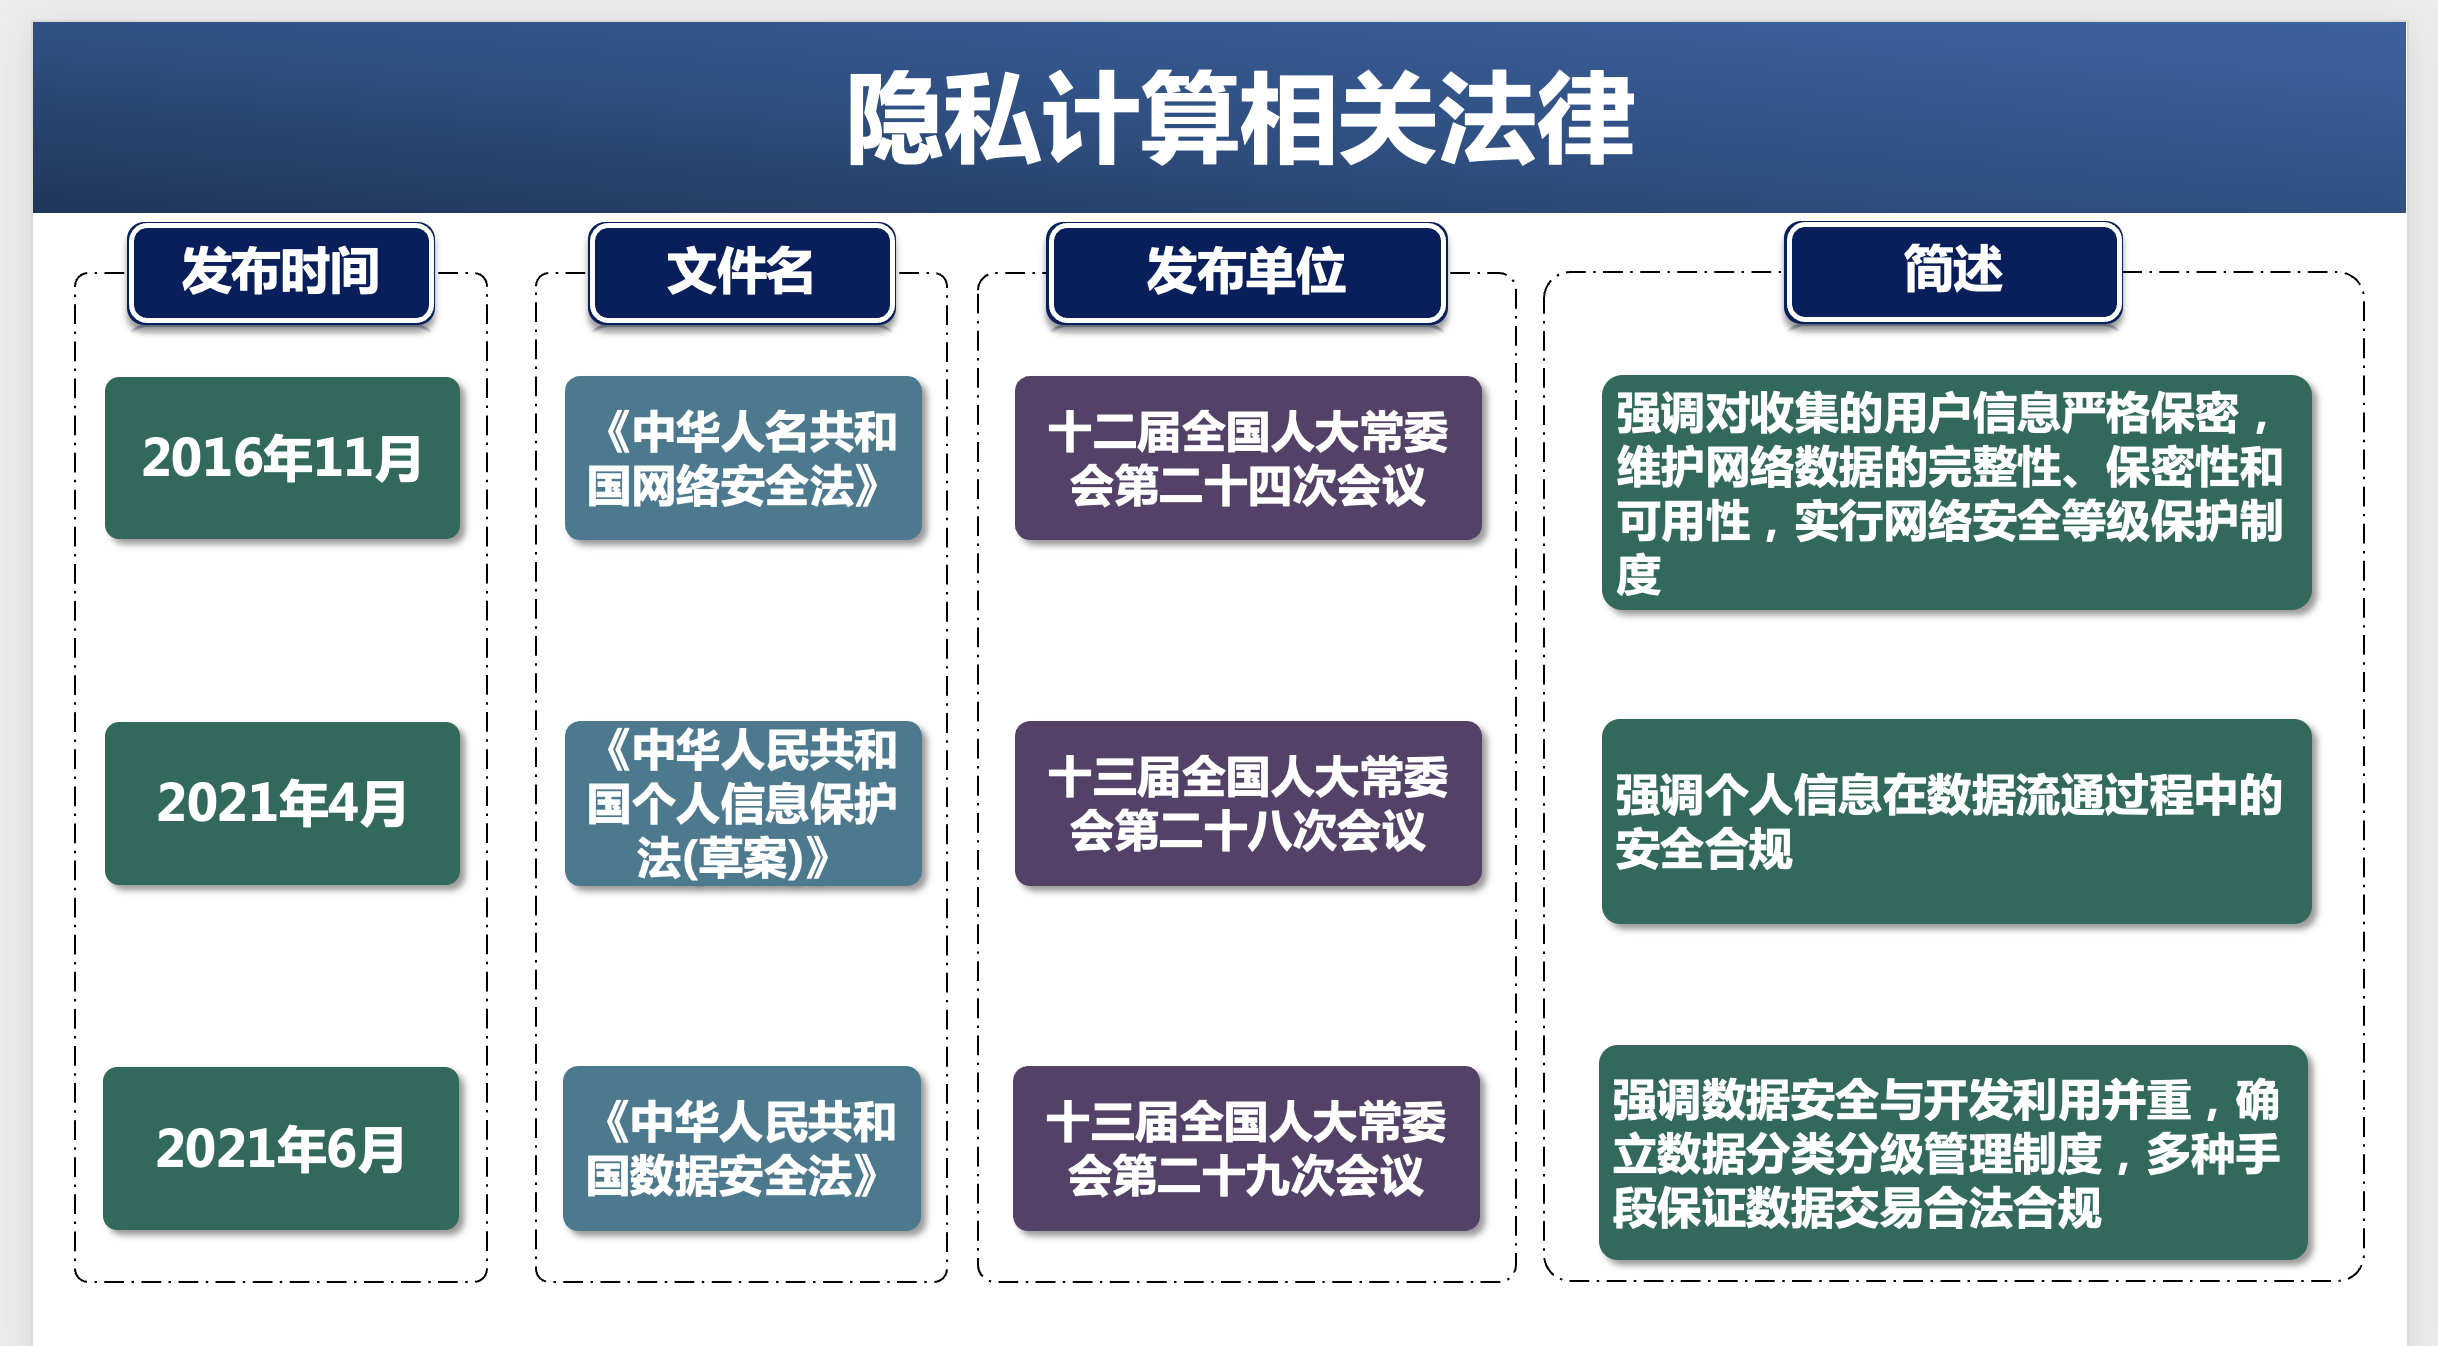 隐私计算相关法律
发布时间
文件名
发布单位
简述
2016年11月
《中华人名共和
国网络安全法》
十二届全国人大常委
会第二十四次会议
强调对收集的用户信息严格保密，
维护网络数据的完整性、保密性和
可用性，实行网络安全等级保护制
度
2021年4月
《中华人民共和
国个人信息保护
法(草案)》
十三届全国人大常委
会第二十八次会议
强调个人信息在数据流通过程中的
安全合规
2021年6月
《中华人民共和
国数据安全法》
十三届全国人大常委
会第二十九次会议
强调数据安全与开发利用并重，确
立数据分类分级管理制度，多种手
段保证数据交易合法合规